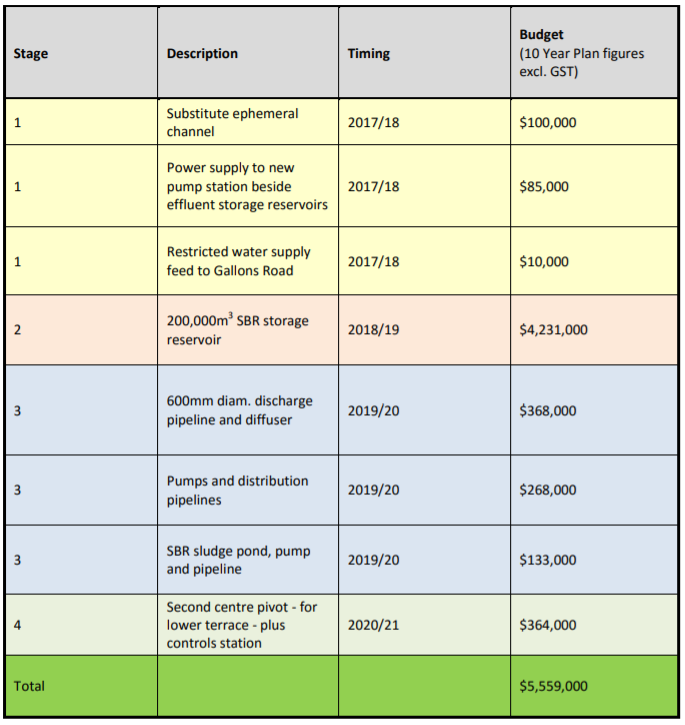 Stage
Description
Timing
Budget
(10 Year Plan figures
excl. GST)
1
Substitute ephemeral
channel
2017/18
$100,000
1
Power supply to new
pump station beside
effluent storage reservoirs
2017/18
$85,000
1
Restricted water supply
feed to Gallons Road
2017/18
$10,000
2
200,000m³ SBR storage
reservoir
2018/19
$4,231,000
3
600mm diam. discharge
pipeline and diffuser
2019/20
$368,000
3
Pumps and distribution
pipelines
2019/20
$268,000
3
SBR sludge pond, pump
and pipeline
2019/20
$133,000
4
Second centre pivot - for
lower terrace - plus
controls station
2020/21
$364,000
Total
$5,559,000